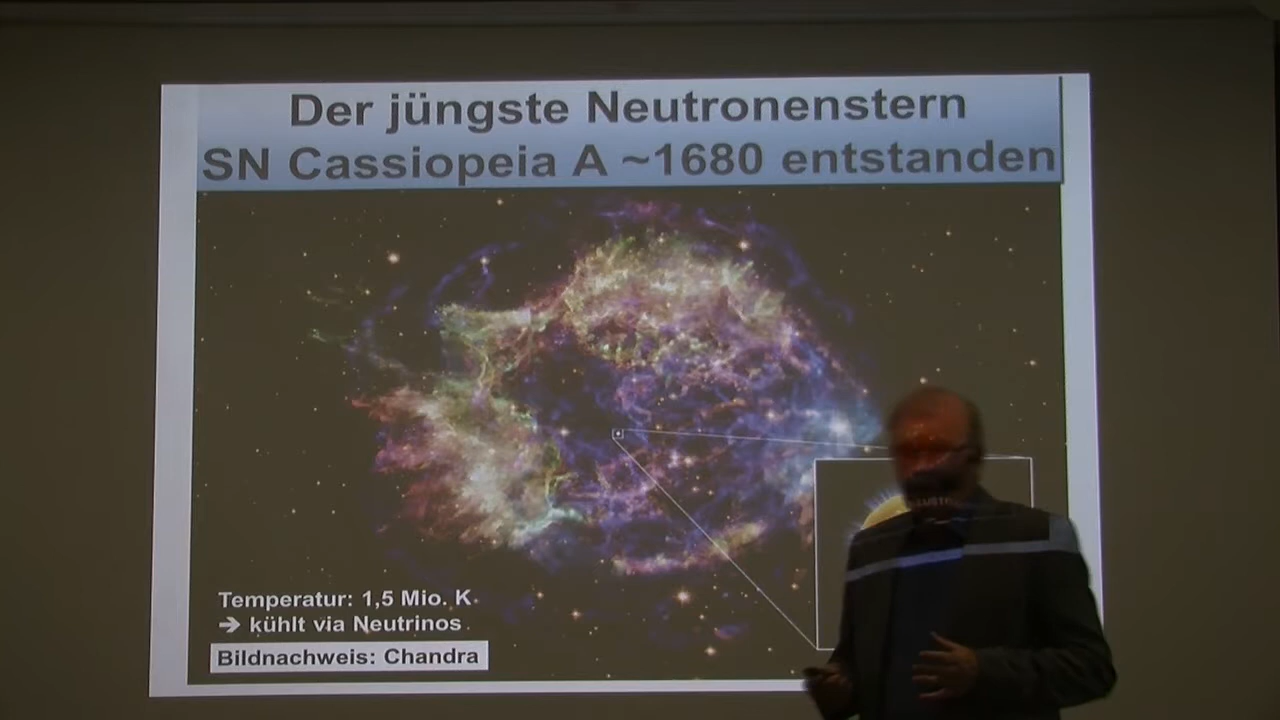 Der jüngste Neutronenstern
SN Cassiopeia A ~1680 entstanden
Temperatur: 1,5 Mio. K
➔ kühlt via Neutrinos
Bildnachweis: Chandra